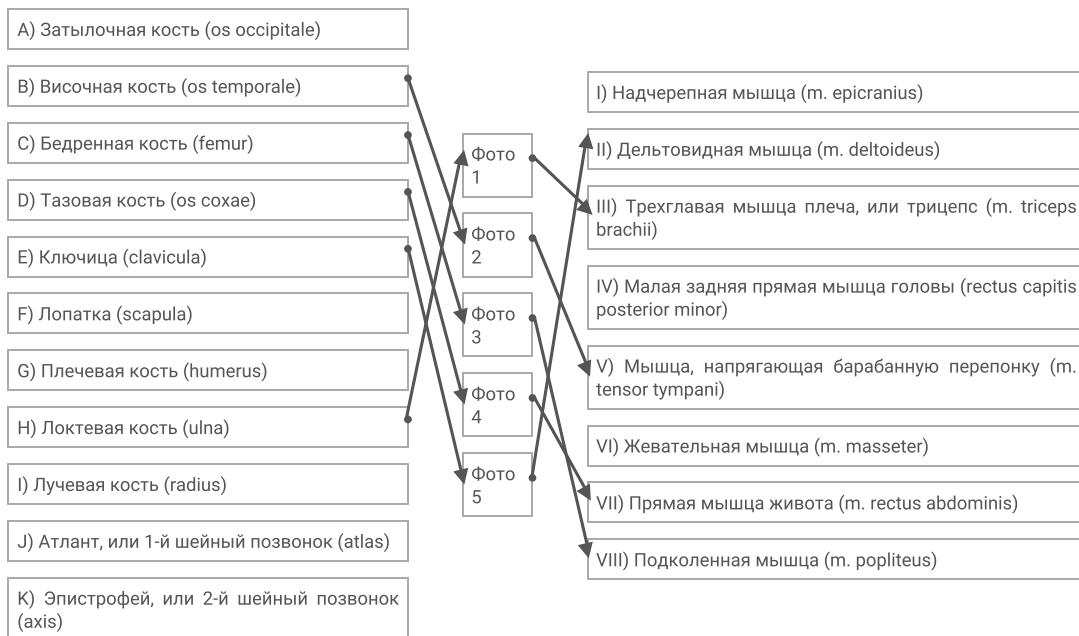 A) Затылочная кость (os occipitale)
B) Височная кость (os temporale)
C) Бедренная кость (femur)
D) Тазовая кость (os coxae)
E) Ключица (clavicula)
F) Лопатка (scapula)
G) Плечевая кость (humerus)
H) Локтевая кость (ulna)
I) Лучевая кость (radius)
J) Атлант, или 1-й шейный позвонок (atlas)
K) Эпистрофей, или 2-й шейный позвонок
(axis)
Фото
1
Фото
2
Фото
3
Фото
4
Фото
5
I) Надчерепная мышца (m. epicranius)
II) Дельтовидная мышца (m. deltoideus)
III) Трехглавая мышца плеча, или трицепс (m. triceps
brachii)
IV) Малая задняя прямая мышца головы (rectus capitis
posterior minor)
V) Мышца, напрягающая барабанную перепонку (m.
tensor tympani)
VI) Жевательная мышца (m. masseter)
VII) Прямая мышца живота (m. rectus abdominis)
VIII) Подколенная мышца (m. popliteus)